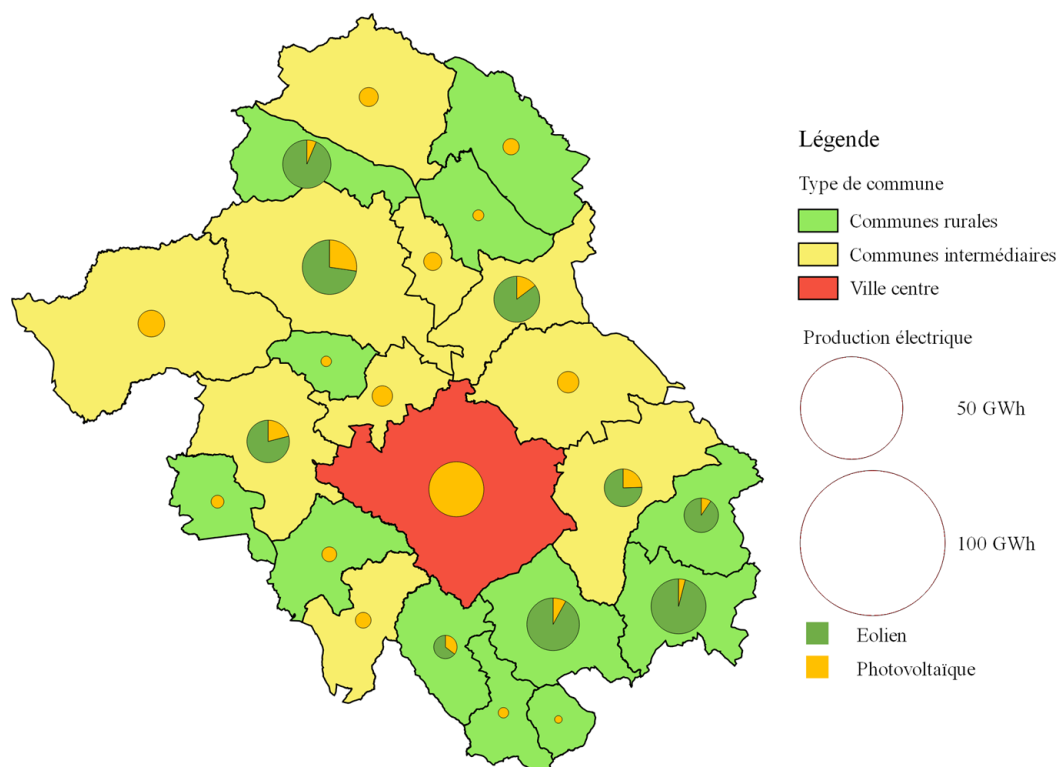 Légende
Type de commune
Communes rurales
Communes intermédiaires
Ville centre
Production électrique
50 GWh
100 GWh
Eolien
Photovoltaïque